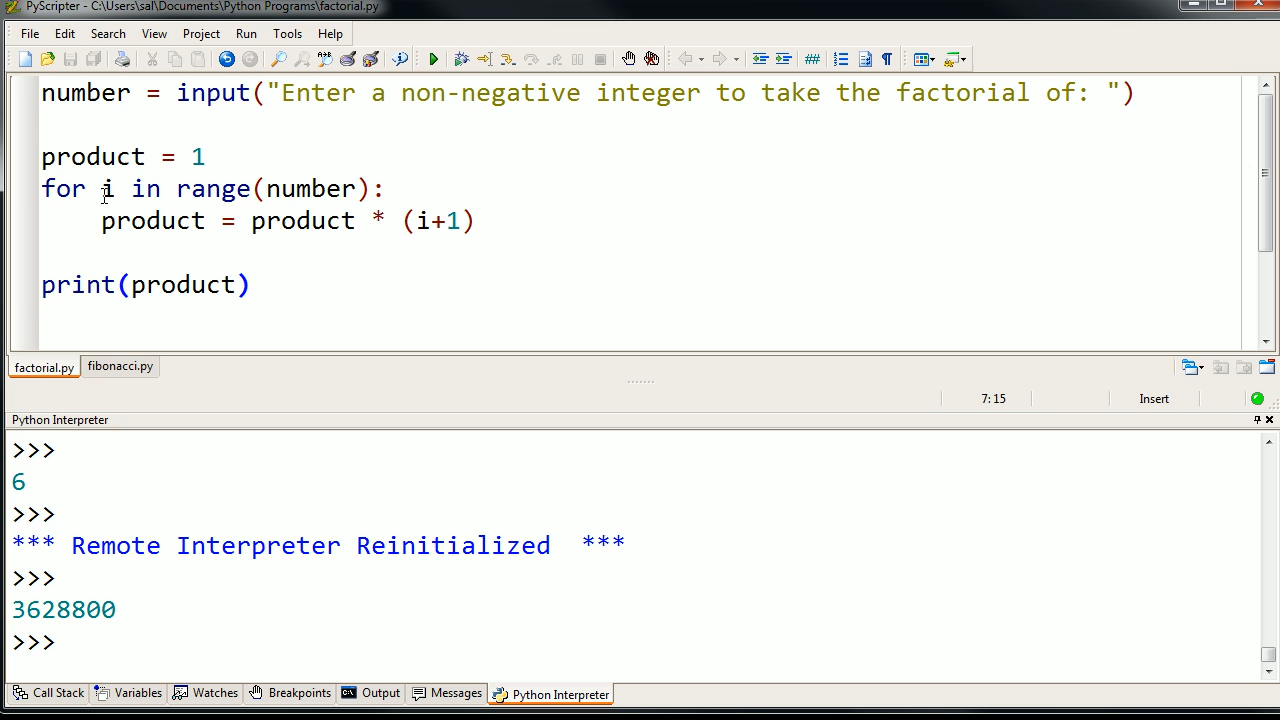 PyScripter - C:\Users\sal\Documents\Python Programs\factorial.py
File Edit Search View Project Run Tools Help
number = input("Enter a non-negative integer to take the factorial of: ")
product = 1
for i in range(number):
    product = product * (i+1)
print(product)
factorial.py fibonacci.py
7: 15 Insert
Python Interpreter
>>>
6
>>>
*** Remote Interpreter Reinitialized  ***
>>>
3628800
>>>
Call Stack Variables Watches Breakpoints Output Messages Python Interpreter